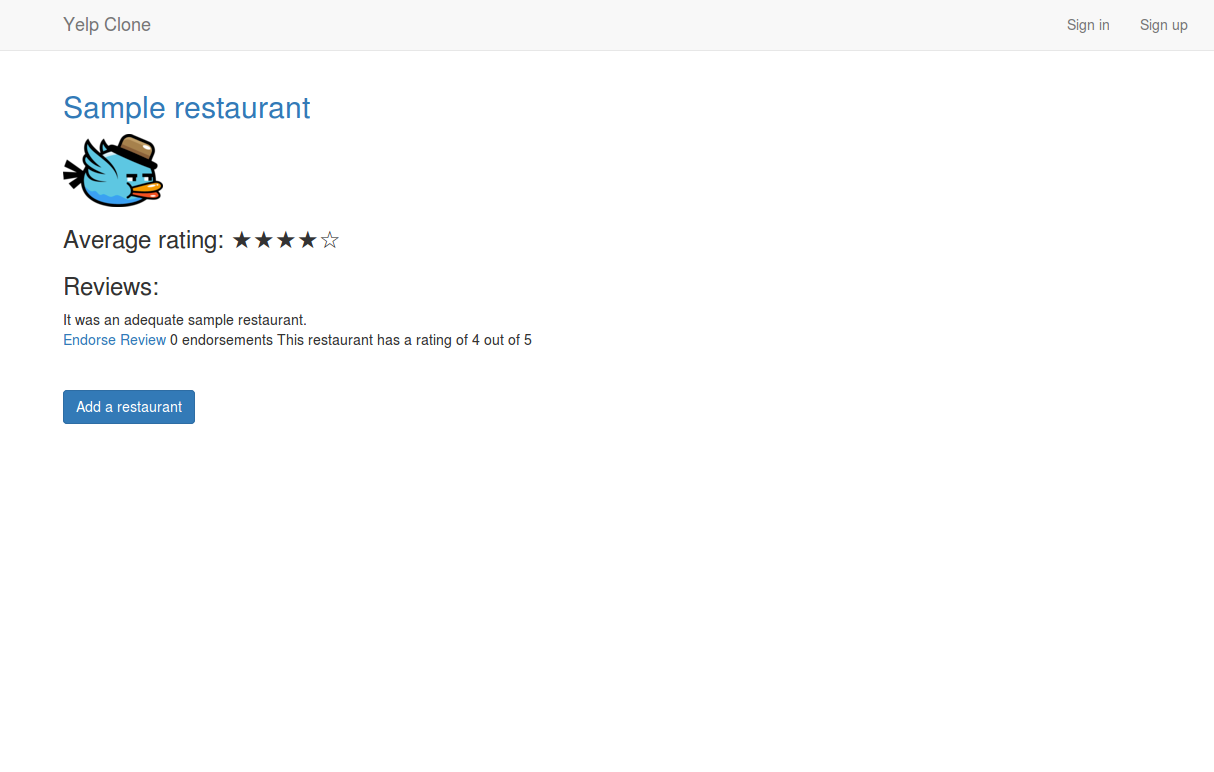 Yelp Clone
Sign in
Sign up
Sample restaurant
Average rating: ★★★★☆
Reviews:
It was an adequate sample restaurant.
Endorse Review 0 endorsements This restaurant has a rating of 4 out of 5
Add a restaurant